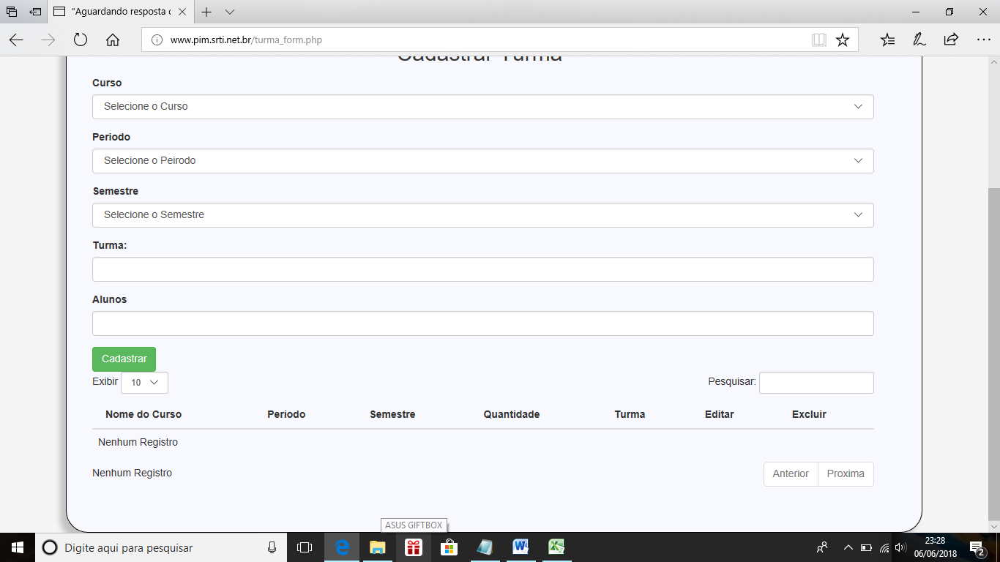 “Aguardando resposta d
www.pim.srti.net.br/turma_form.php
Cadastrar Turma
Curso
Selecione o Curso
Periodo
Selecione o Peirodo
Semestre
Selecione o Semestre
Turma:
Alunos
Cadastrar
Exibir 10 Pesquisar:
Nome do Curso Periodo Semestre Quantidade Turma Editar Excluir
Nenhum Registro
Nenhum Registro Anterior Proxima
ASUS GIFTBOX
Digite aqui para pesquisar
23:28
06/06/2018
2